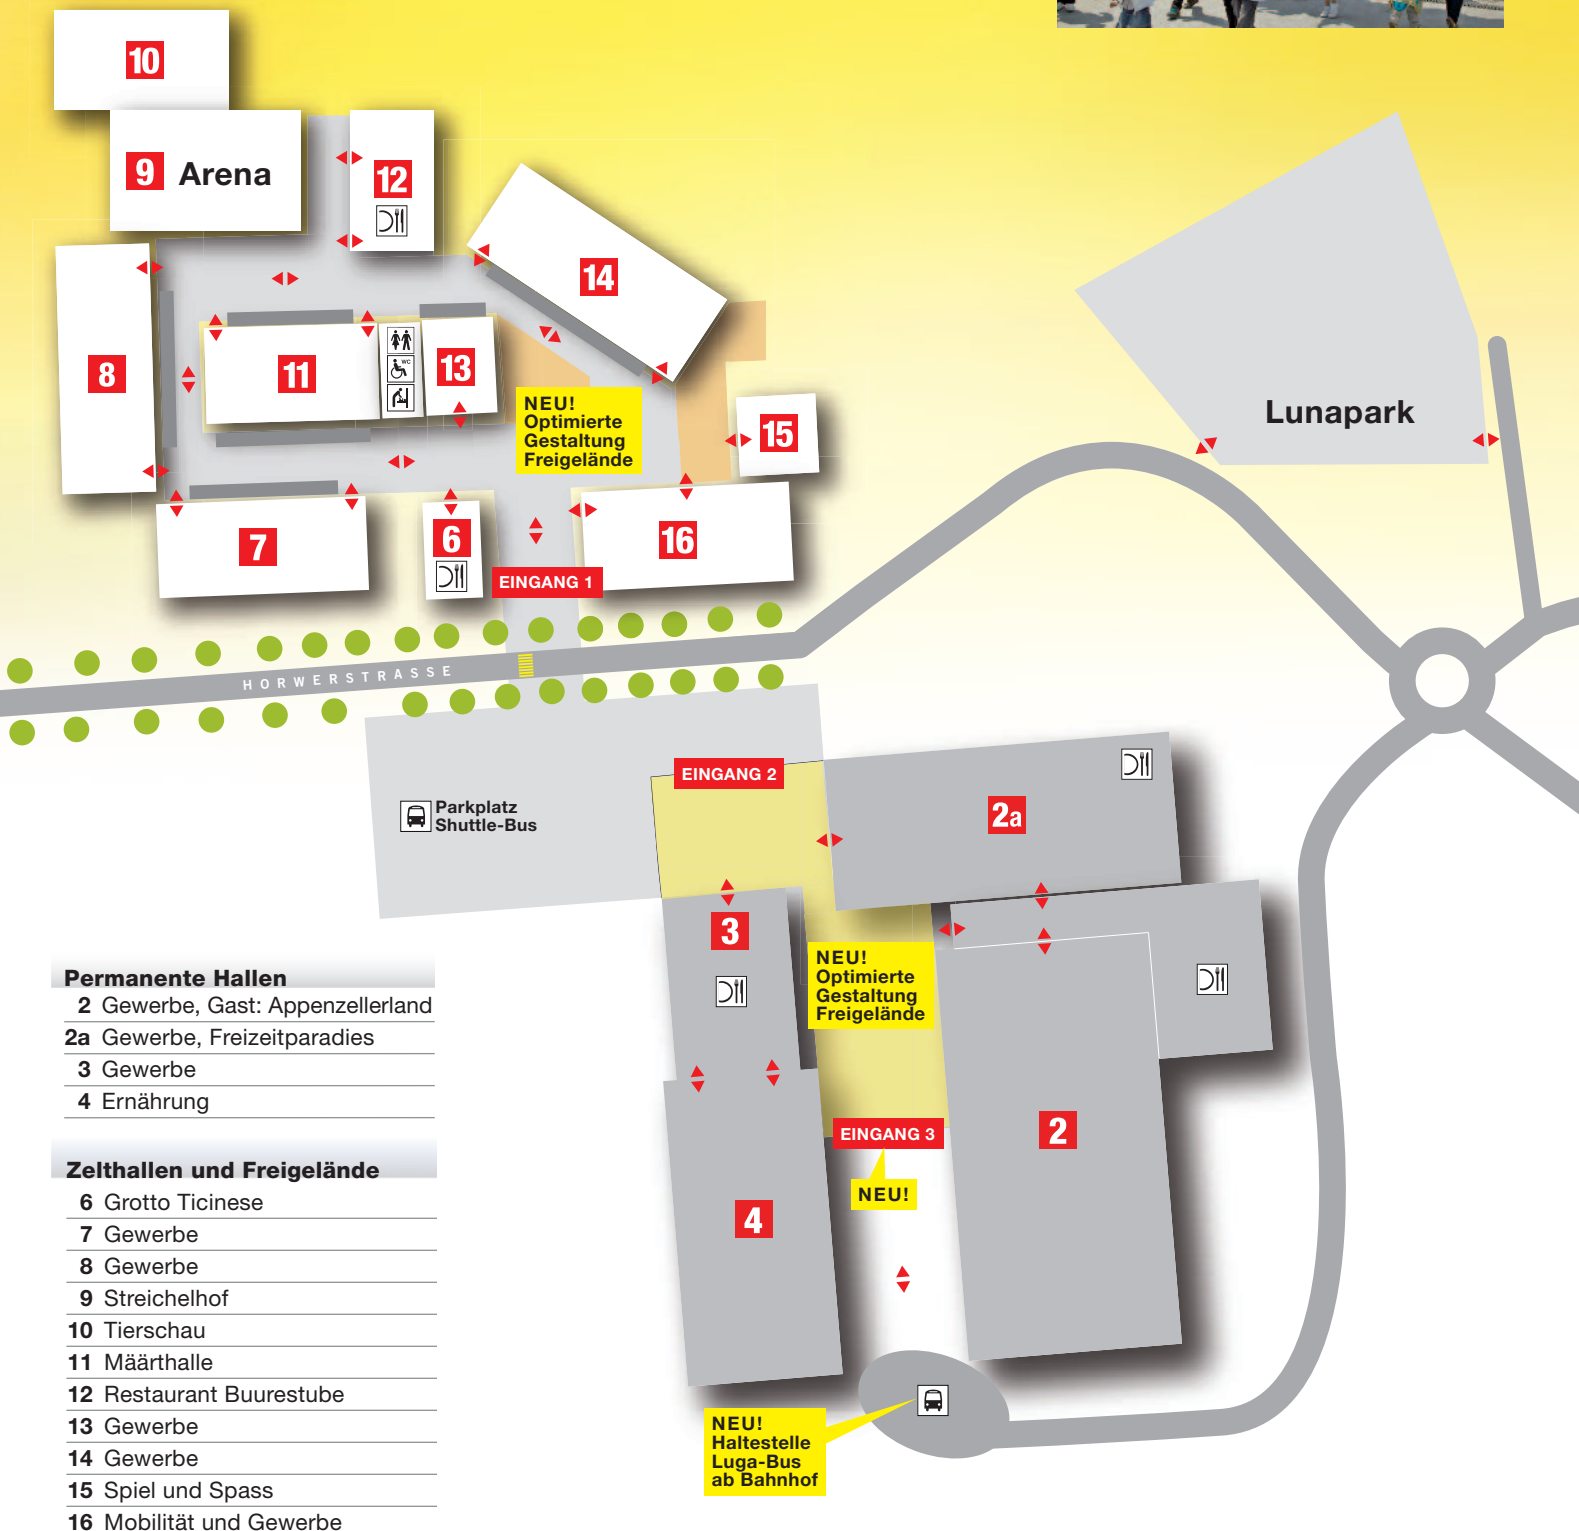 10
9 Arena
12
14
8
11
WC
13
NEU!
Optimierte
Gestaltung
Freigelände
15
Lunapark
7
6
16
EINGANG 1
HORWERSTRASSE
EINGANG 2
Parkplatz
Shuttle-Bus
2a
3
NEU!
Optimierte
Gestaltung
Freigelände
EINGANG 3
2
NEU!
4
NEU!
Haltestelle
Luga-Bus
ab Bahnhof
Permanente Hallen
2 Gewerbe, Gast: Appenzellerland
2a Gewerbe, Freizeitparadies
3 Gewerbe
4 Ernährung
Zelthallen und Freigelände
6 Grotto Ticinese
7 Gewerbe
8 Gewerbe
9 Streichelhof
10 Tierschau
11 Määrthalle
12 Restaurant Buurestube
13 Gewerbe
14 Gewerbe
15 Spiel und Spass
16 Mobilität und Gewerbe